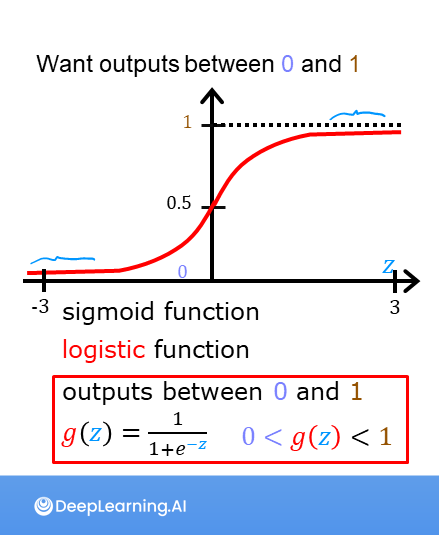 Want outputs between 0 and 1
1
0.5
0
z
-3
3
sigmoid function
logistic function
outputs between 0 and 1
g(z) = 1/(1+e^{-z}) 0 < g(z) < 1
DeepLearning.AI